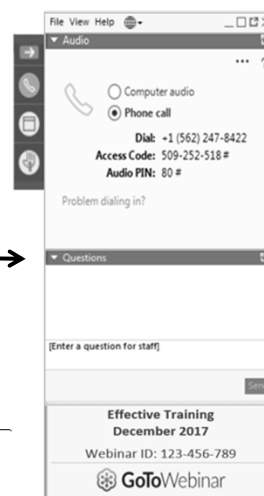 File View Help
Audio
Computer audio
Phone call
Dial: +1 (562) 247-8422
Access Code: 509-252-518 #
Audio PIN: 80 #
Problem dialing in?
Questions
[Enter a question for staff]
Effective Training
December 2017
Webinar ID: 123-456-789
GoToWebinar